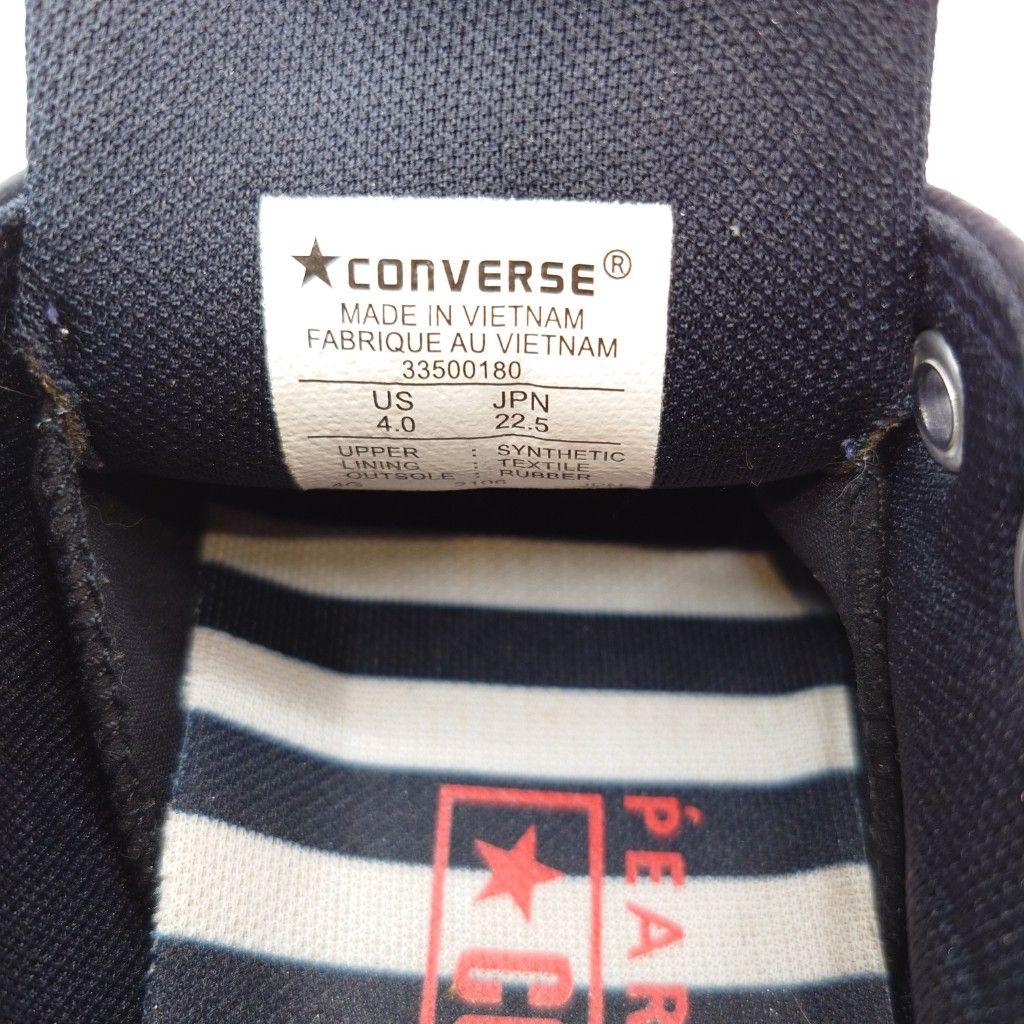 ★CONVERSE®
MADE IN VIETNAM
FABRIQUE AU VIETNAM
33500180
US JPN
4.0 22.5
UPPER : SYNTHETIC
LINING : TEXTILE
OUTSOLE : RUBBER
PEAR
★C